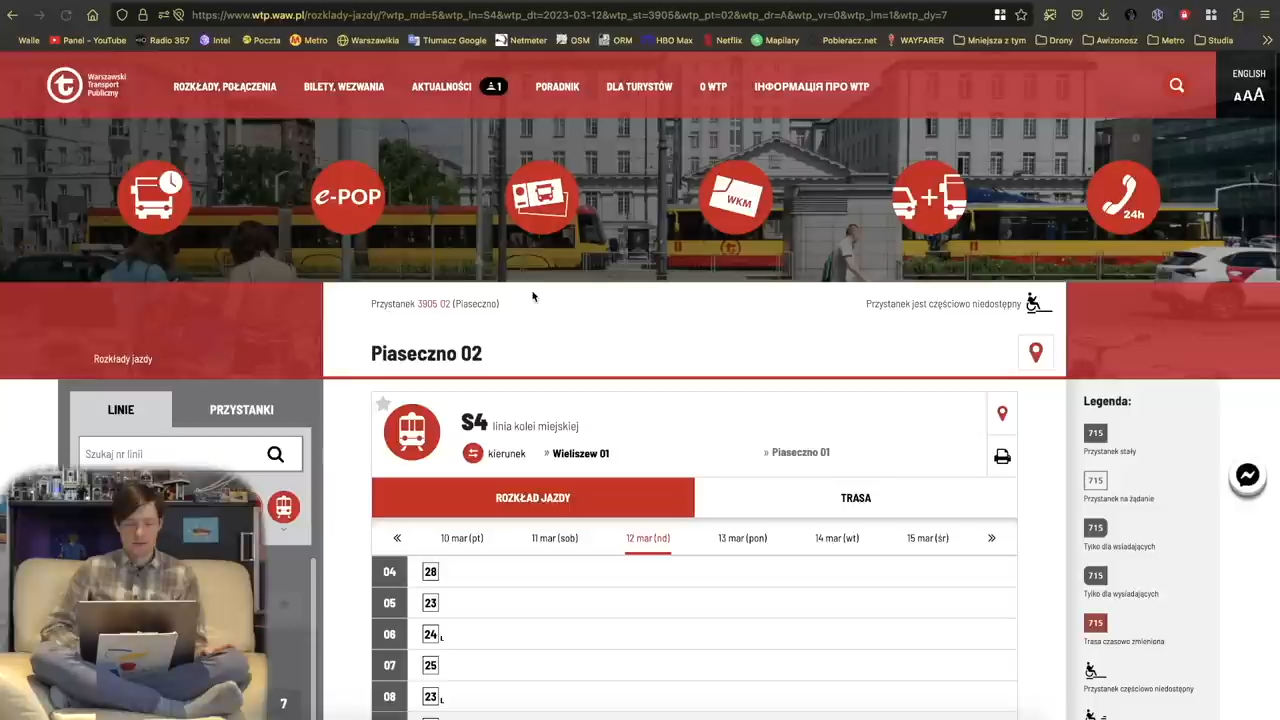 https://www.wtp.waw.pl/rozklady-jazdy/?wtp_md=5&wtp_ln=S4&wtp_dt=2023-03-12&wtp_st=3905&wtp_pt=02&wtp_dr=A&wtp_vr=0&wtp_lm=1&wtp_dy=7
Walle Panel - YouTube Radio 357 Intel Poczta Metro Warszawikia Tłumacz Google Netmeter OSM ORM HBO Max Netflix Mapilary Pobieracz.net WAYFARER Mniejsza z tym Drony Awizonosz Metro Studia
Warszawski
Transport
Publiczny
ROZKŁADY, POŁĄCZENIA BILETY, WEZWANIA AKTUALNOŚCI 1 PORADNIK DLA TURYSTÓW O WTP ІНФОРМАЦІЯ ПРО WTP
ENGLISH
AAA
e-POP
WKM
24h
Przystanek 3905 02 (Piaseczno)
Przystanek jest częściowo niedostępny
Piaseczno 02
Rozkłady jazdy
LINIE PRZYSTANKI
Szukaj nr linii
7
S4 linia kolei miejskiej
kierunek » Wieliszew 01 » Piaseczno 01
ROZKŁAD JAZDY TRASA
« 10 mar (pt) 11 mar (sob) 12 mar (nd) 13 mar (pon) 14 mar (wt) 15 mar (śr) »
04 28
05 23
06 24 L
07 25
08 23 L
Legenda:
715
Przystanek stały
715
Przystanek na żądanie
715
Tylko dla wsiadających
715
Tylko dla wysiadających
715
Trasa czasowo zmieniona
Przystanek częściowo niedostępny